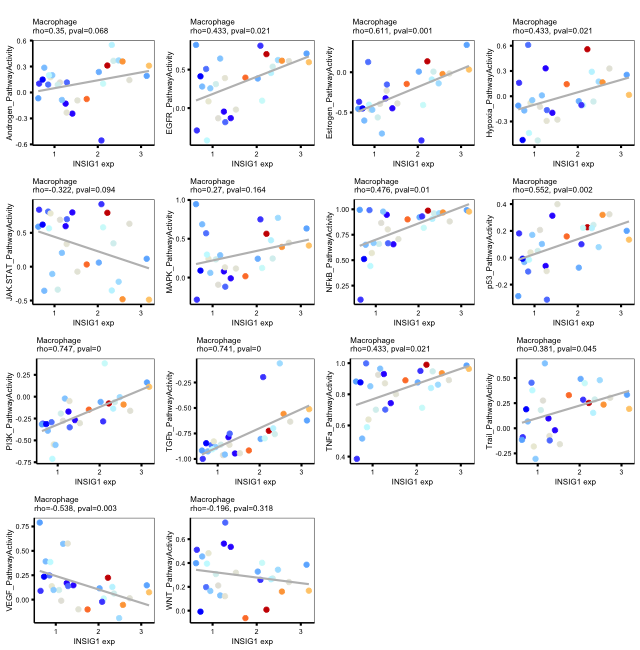 Macrophage
rho=0.35, pval=0.068
Androgen_PathwayActivity
0.6
0.3
0.0
-0.3
-0.6
1
2
3
INSIG1 exp
Macrophage
rho=0.433, pval=0.021
EGFR_PathwayActivity
0.5
0.0
1
2
3
INSIG1 exp
Macrophage
rho=0.611, pval=0.001
Estrogen_PathwayActivity
0.0
-0.5
1
2
3
INSIG1 exp
Macrophage
rho=0.433, pval=0.021
Hypoxia_PathwayActivity
0.6
0.3
0.0
-0.3
1
2
3
INSIG1 exp
Macrophage
rho=-0.322, pval=0.094
JAK-STAT_PathwayActivity
1.0
0.5
0.0
-0.5
1
2
3
INSIG1 exp
Macrophage
rho=0.27, pval=0.164
MAPK_PathwayActivity
1.0
0.5
0.0
1
2
3
INSIG1 exp
Macrophage
rho=0.476, pval=0.01
NFkB_PathwayActivity
1.00
0.75
0.50
0.25
1
2
3
INSIG1 exp
Macrophage
rho=0.552, pval=0.002
p53_PathwayActivity
0.4
0.2
0.0
-0.2
1
2
3
INSIG1 exp
Macrophage
rho=0.747, pval=0
PI3K_PathwayActivity
0.25
0.00
-0.25
-0.50
-0.75
1
2
3
INSIG1 exp
Macrophage
rho=0.741, pval=0
TGFb_PathwayActivity
-0.25
-0.50
-0.75
-1.00
1
2
3
INSIG1 exp
Macrophage
rho=0.433, pval=0.021
TNFa_PathwayActivity
1.0
0.8
0.6
0.4
1
2
3
INSIG1 exp
Macrophage
rho=0.381, pval=0.045
Trail_PathwayActivity
0.50
0.25
0.00
-0.25
1
2
3
INSIG1 exp
Macrophage
rho=-0.538, pval=0.003
VEGF_PathwayActivity
0.75
0.50
0.25
0.00
1
2
3
INSIG1 exp
Macrophage
rho=-0.196, pval=0.318
WNT_PathwayActivity
0.6
0.4
0.2
0.0
1
2
3
INSIG1 exp